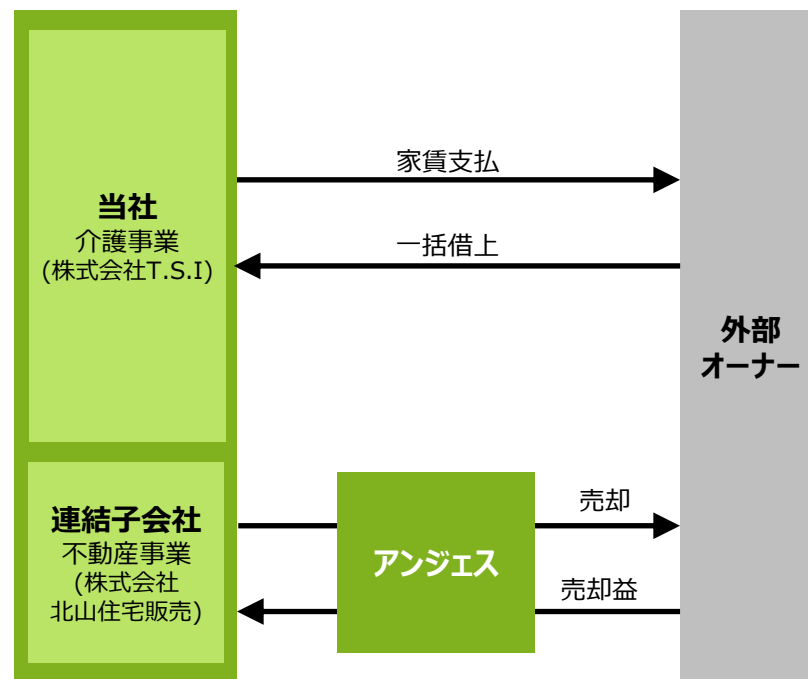 当社
介護事業
(株式会社T.S.I)
家賃支払
一括借上
外部
オーナー
連結子会社
不動産事業
(株式会社
北山住宅販売)
アンジェス
売却
売却益